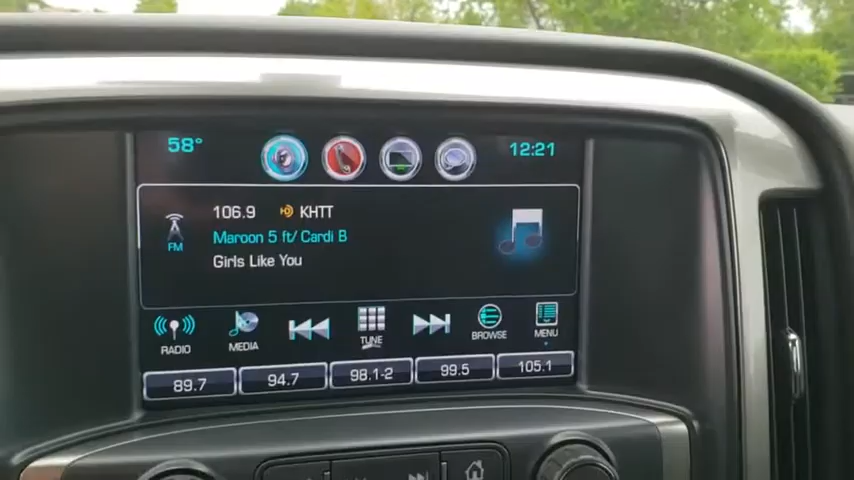 58°
12:21
106.9 KHTT
FM
Maroon 5 ft/ Cardi B
Girls Like You
RADIO
MEDIA
TUNE
BROWSE
MENU
89.7
94.7
98.1-2
99.5
105.1